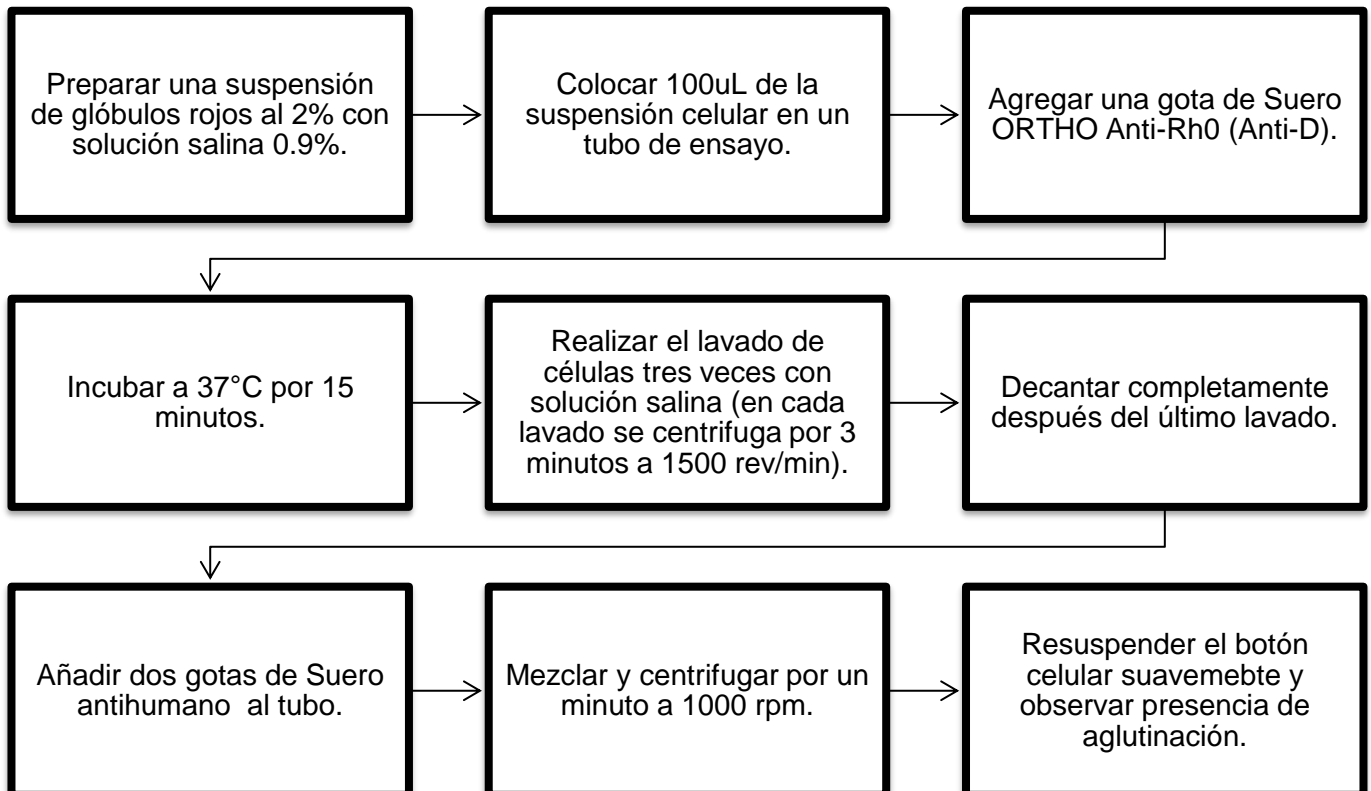 Preparar una suspensión
de glóbulos rojos al 2% con
solución salina 0.9%.
Colocar 100uL de la
suspensión celular en un
tubo de ensayo.
Agregar una gota de Suero
ORTHO Anti-Rh0 (Anti-D).
Incubar a 37°C por 15
minutos.
Realizar el lavado de
células tres veces con
solución salina (en cada
lavado se centrifuga por 3
minutos a 1500 rev/min).
Decantar completamente
después del último lavado.
Añadir dos gotas de Suero
antihumano  al tubo.
Mezclar y centrifugar por un
minuto a 1000 rpm.
Resuspender el botón
celular suavemebte y
observar presencia de
aglutinación.